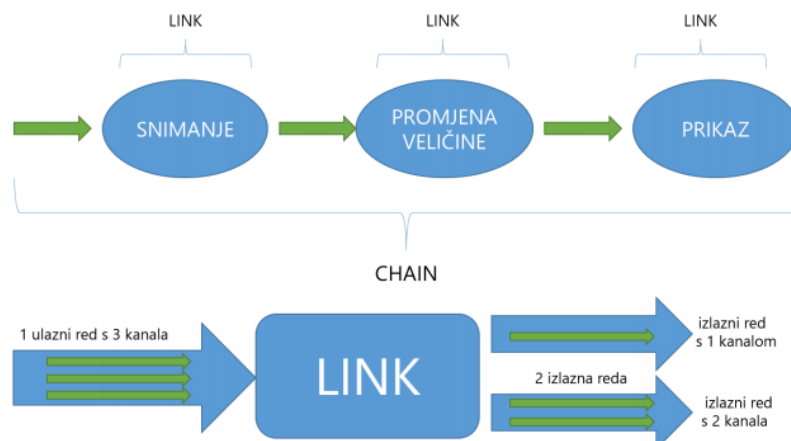 LINK
LINK
LINK
SNIMANJE
PROMJENA
VELIČINE
PRIKAZ
CHAIN
1 ulazni red s 3 kanala
LINK
izlazni red
s 1 kanalom
2 izlazna reda
izlazni red
s 2 kanala